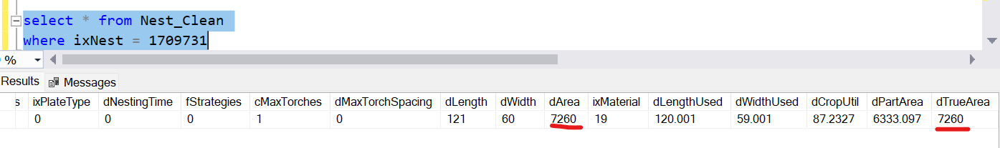 select * from Nest_Clean
where ixNest = 1709731
%
Results Messages
s ixPlateType dNestingTime fStrategies cMaxTorches dMaxTorchSpacing dLength dWidth dArea ixMaterial dLengthUsed dWidthUsed dCropUtil dPartArea dTrueArea
0 0 0 1 0 121 60 7260 19 120.001 59.001 87.2327 6333.097 7260